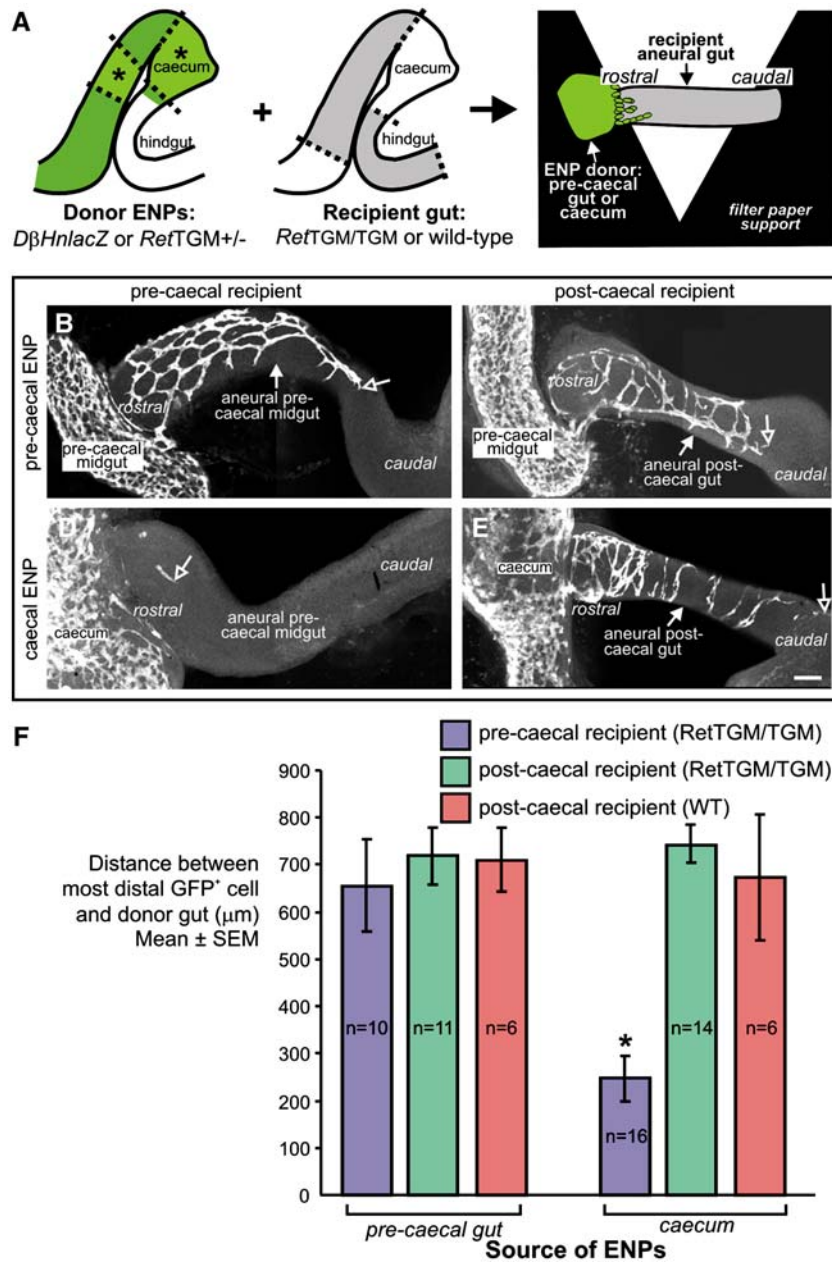 A
*
*
caecum
hindgut
Donor ENPs:
DβHnlacZ or RetTGM+/-
+
caecum
hindgut
Recipient gut:
RetTGM/TGM or wild-type
recipient
aneural gut
rostral
caudal
ENP donor:
pre-caecal
gut or
caecum
filter paper
support
pre-caecal recipient
post-caecal recipient
pre-caecal ENP
B
rostral
aneural pre-
caecal midgut
pre-caecal
midgut
caudal
C
rostral
pre-caecal
midgut
aneural post-
caecal gut
caudal
caecal ENP
D
rostral
caudal
aneural pre-
caecal midgut
caecum
E
caecum
rostral
aneural post-
caecal gut
caudal
F
pre-caecal recipient (RetTGM/TGM)
post-caecal recipient (RetTGM/TGM)
post-caecal recipient (WT)
Distance between
most distal GFP⁺ cell
and donor gut (μm)
Mean ± SEM
900
800
700
600
500
400
300
200
100
0
n=10
n=11
n=6
*
n=16
n=14
n=6
pre-caecal gut
caecum
Source of ENPs